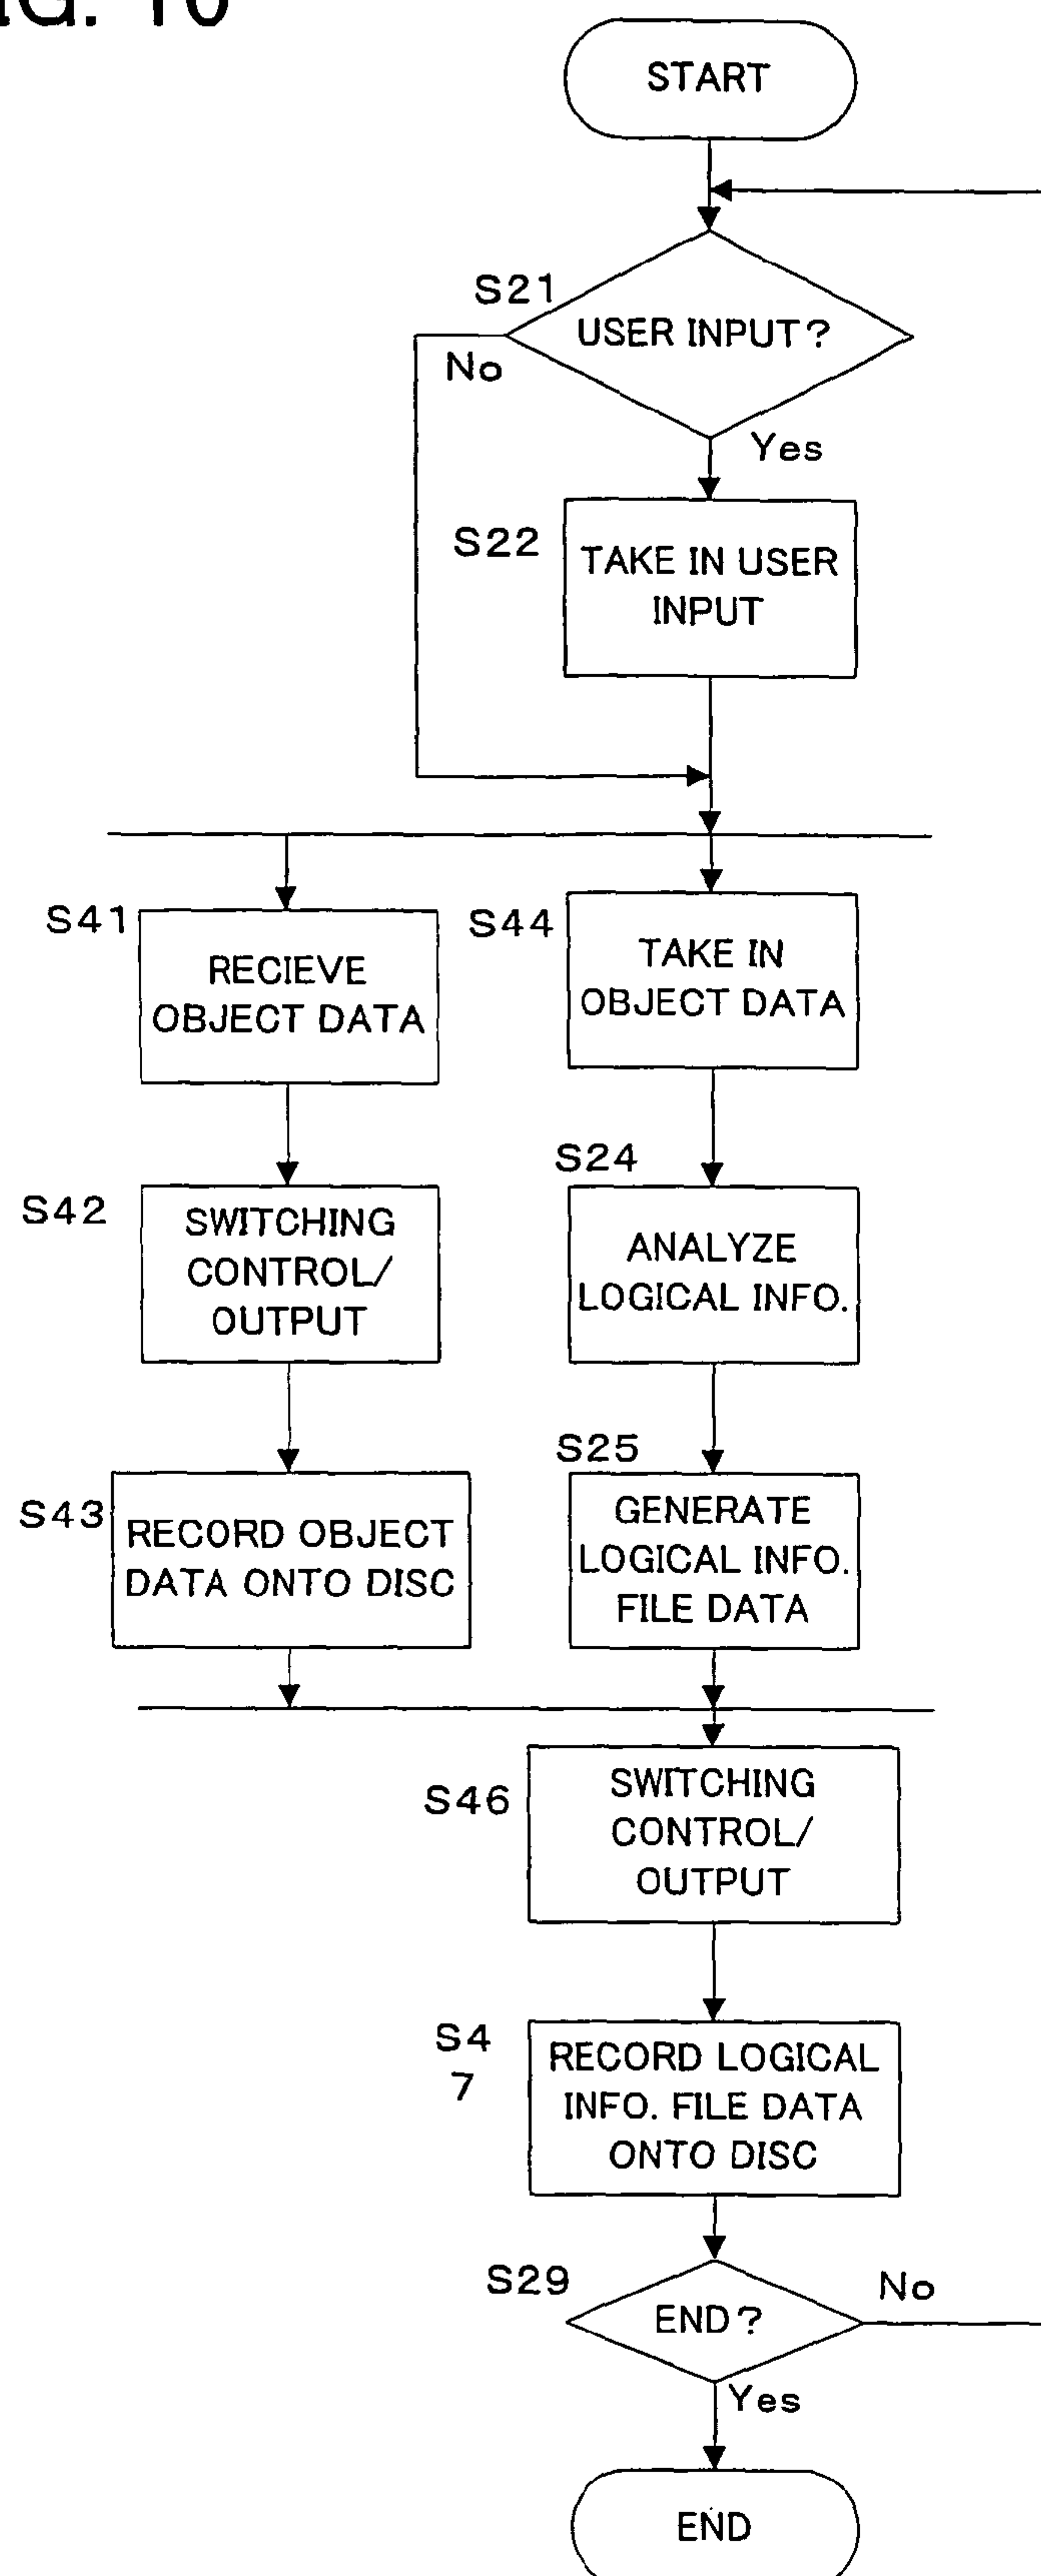 FIG. 10
START
S21
USER INPUT?
No
Yes
S22
TAKE IN USER
INPUT
S41
RECIEVE
OBJECT DATA
S44
TAKE IN
OBJECT DATA
S42
SWITCHING
CONTROL/
OUTPUT
S24
ANALYZE
LOGICAL INFO.
S43
RECORD OBJECT
DATA ONTO DISC
S25
GENERATE
LOGICAL INFO.
FILE DATA
S46
SWITCHING
CONTROL/
OUTPUT
S4
7
RECORD LOGICAL
INFO. FILE DATA
ONTO DISC
S29
END?
No
Yes
END